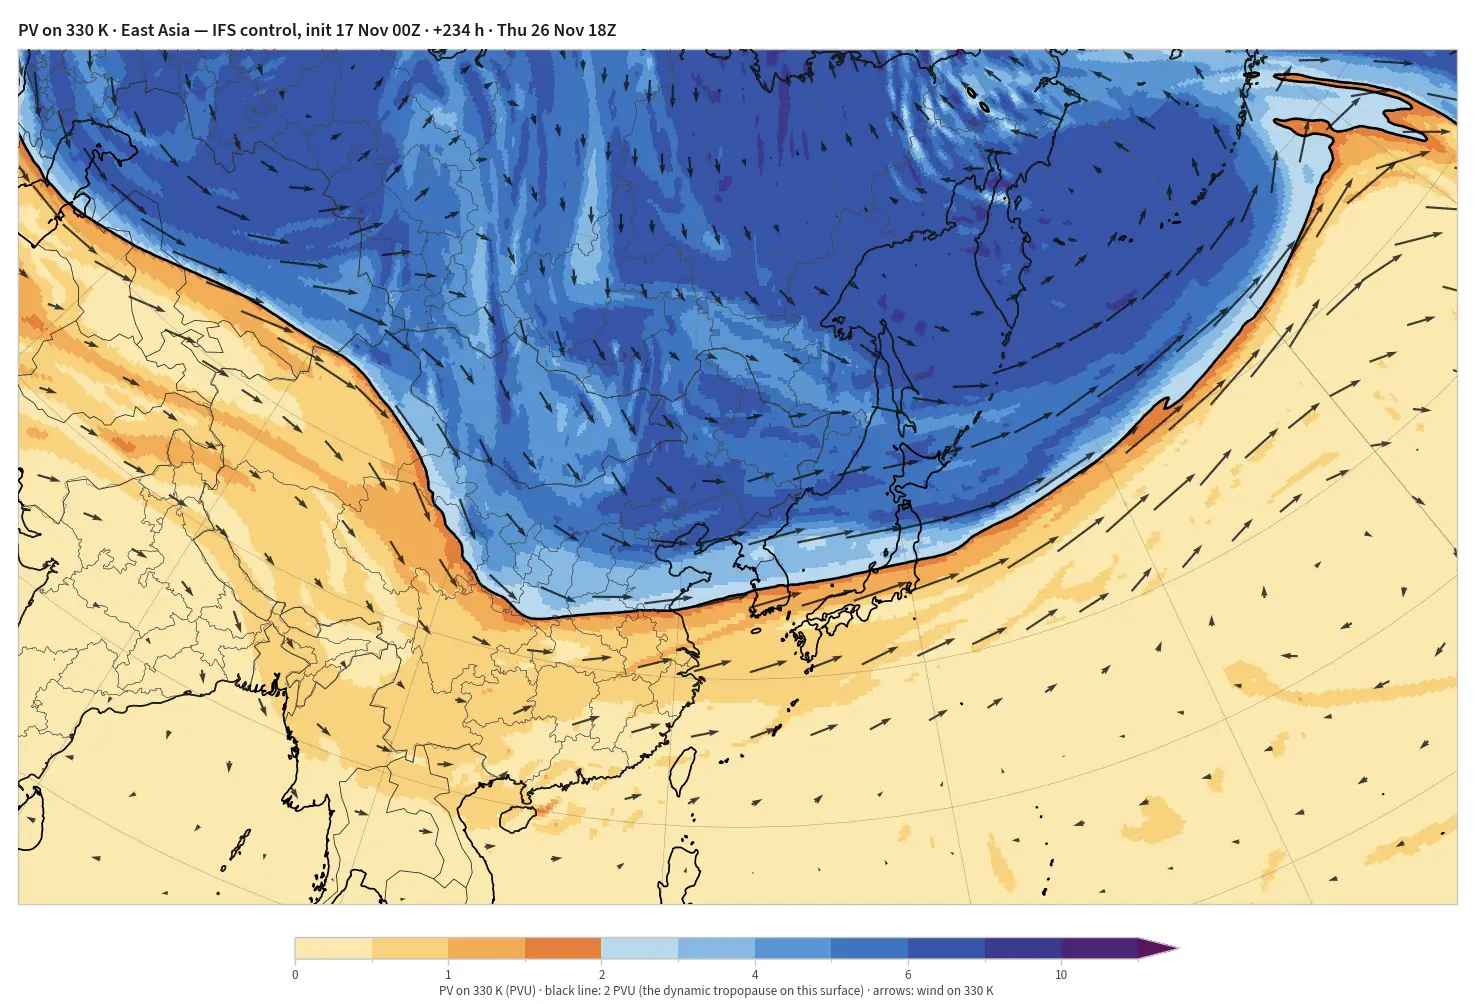 PV on 330 K · East Asia — IFS control, init 17 Nov 00Z · +234 h · Thu 26 Nov 18Z
0 1 2 4 6 10
PV on 330 K (PVU) · black line: 2 PVU (the dynamic tropopause on this surface) · arrows: wind on 330 K